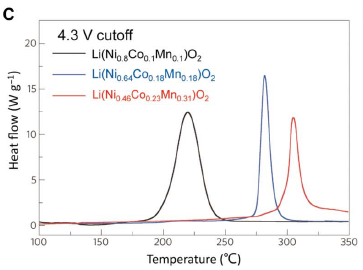 C
4.3 V cutoff
Li(Ni₀.₈Co₀.₁Mn₀.₁)O₂
Li(Ni₀.₆₄Co₀.₁₈Mn₀.₁₈)O₂
Li(Ni₀.₄₆Co₀.₂₃Mn₀.₃₁)O₂
Heat flow (W g⁻¹)
20
15
10
5
0
100 150 200 250 300 350
Temperature (°C)